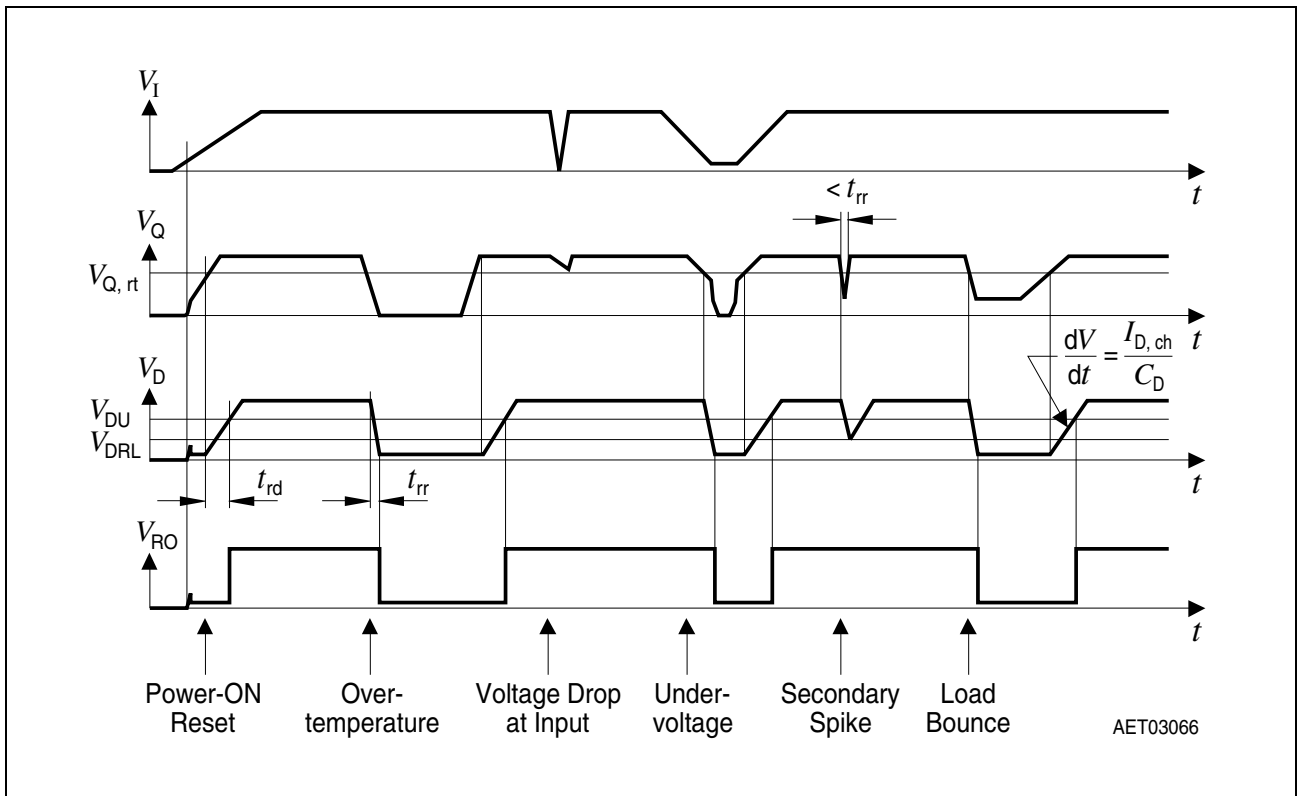 V_I
t
< t_rr
V_Q
V_Q, rt
t
dV/dt = I_D, ch/C_D
V_D
V_DU
V_DRL
t
t_rd
t_rr
V_RO
t
Power-ON
Reset
Over-
temperature
Voltage Drop
at Input
Under-
voltage
Secondary
Spike
Load
Bounce
AET03066